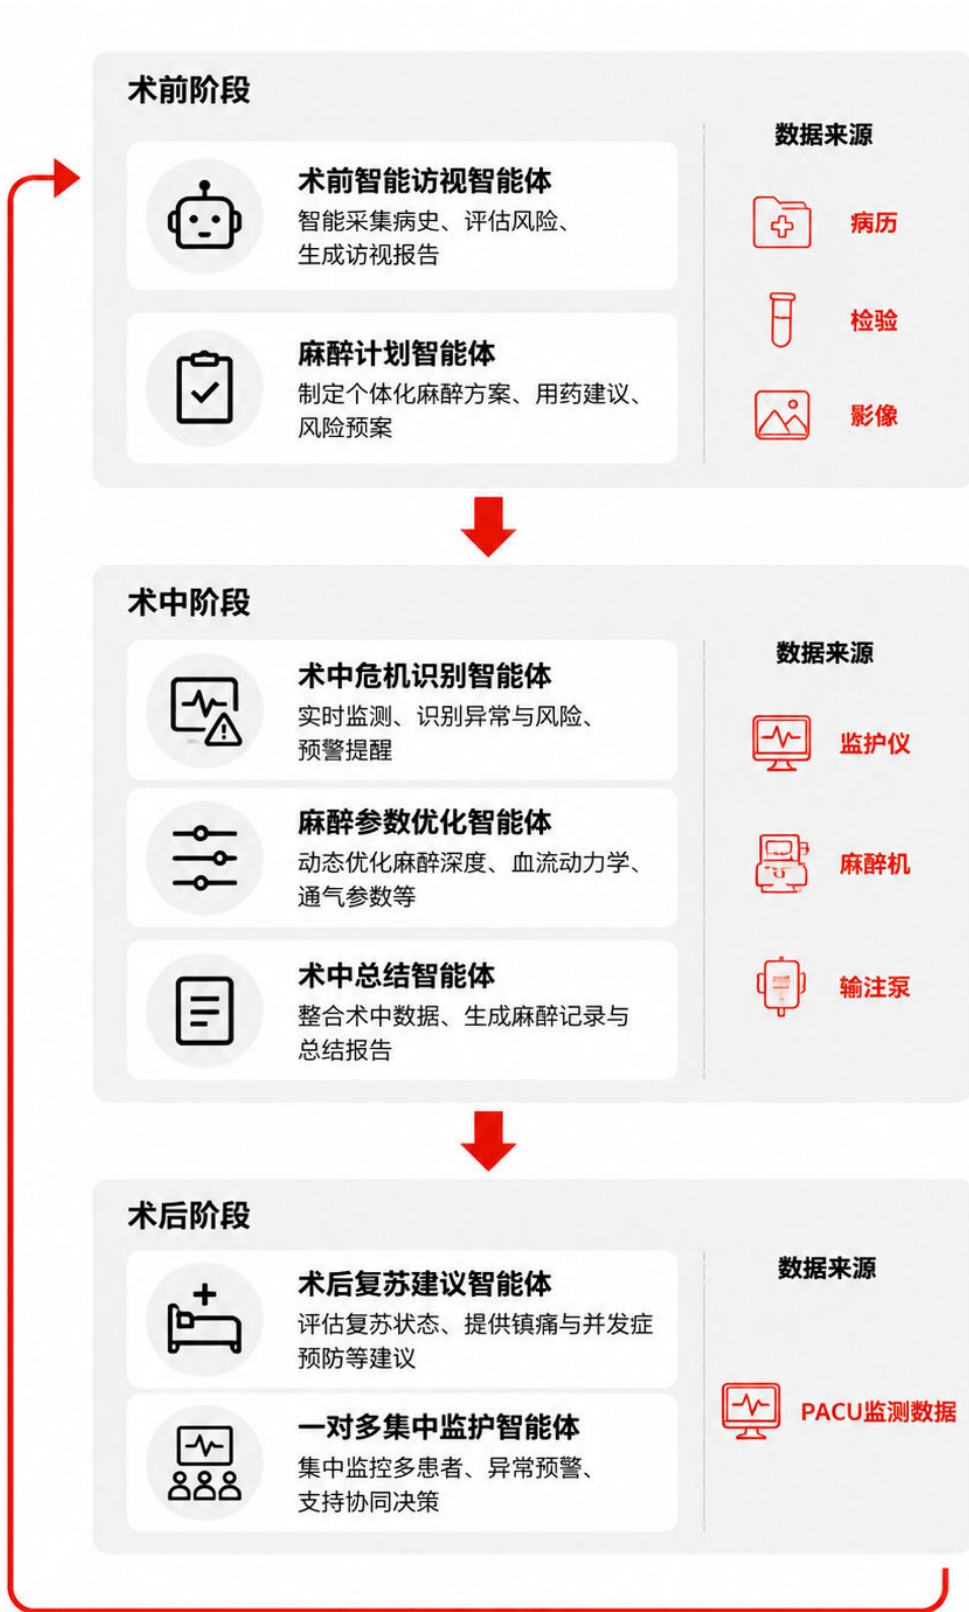 术前阶段
术前智能访视智能体
智能采集病史、评估风险、
生成访视报告
麻醉计划智能体
制定个体化麻醉方案、用药建议、
风险预案
数据来源
病历
检验
影像
术中阶段
术中危机识别智能体
实时监测、识别异常与风险、
预警提醒
麻醉参数优化智能体
动态优化麻醉深度、血流动力学、
通气参数等
术中总结智能体
整合术中数据、生成麻醉记录与
总结报告
数据来源
监护仪
麻醉机
输注泵
术后阶段
术后复苏建议智能体
评估复苏状态、提供镇痛与并发症
预防等建议
一对多集中监护智能体
集中监控多患者、异常预警、
支持协同决策
数据来源
PACU监测数据